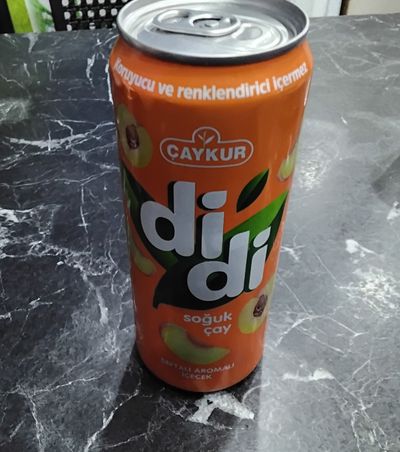 Koruyucu ve renklendirici içermez
ÇAYKUR
di
di
soğuk
çay
ŞEFTALİ AROMALI
İÇECEK